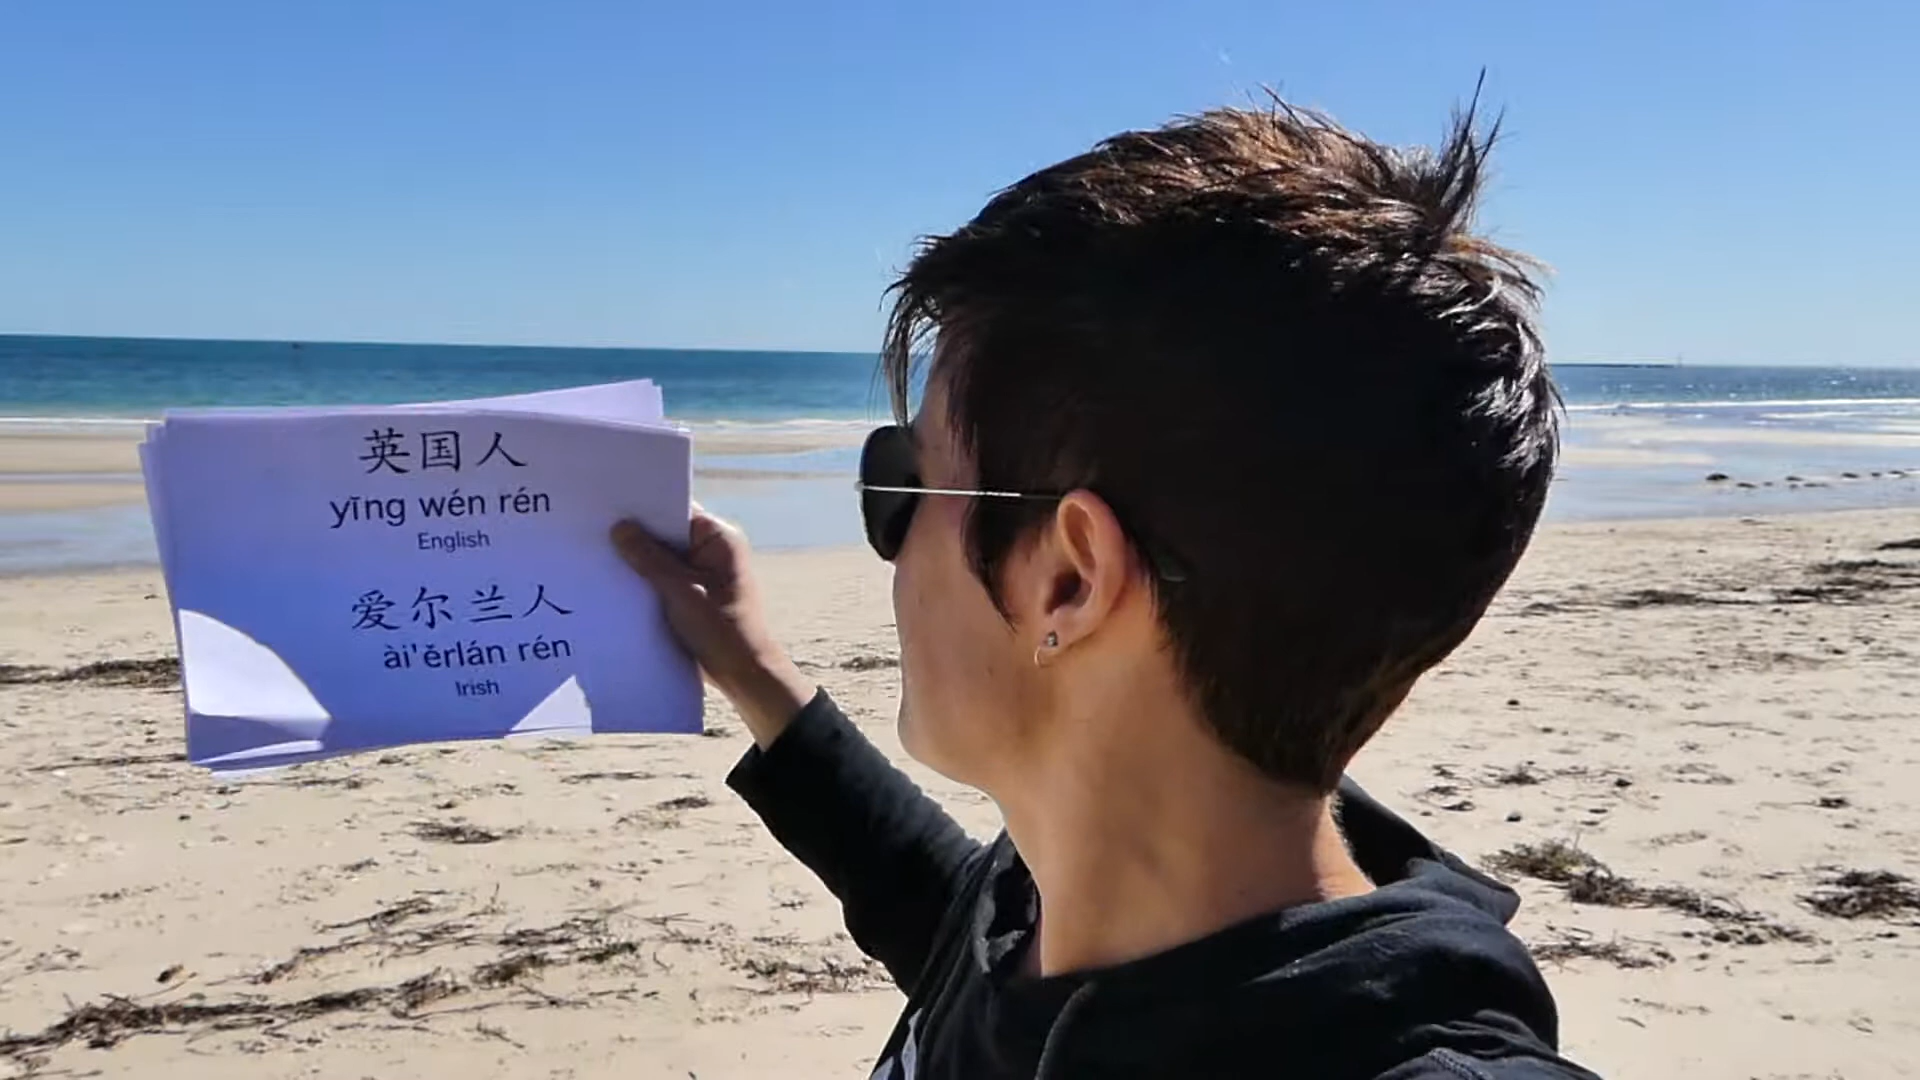 英国人
yīng wén rén
English
爱尔兰人
ài'ěrlán rén
Irish